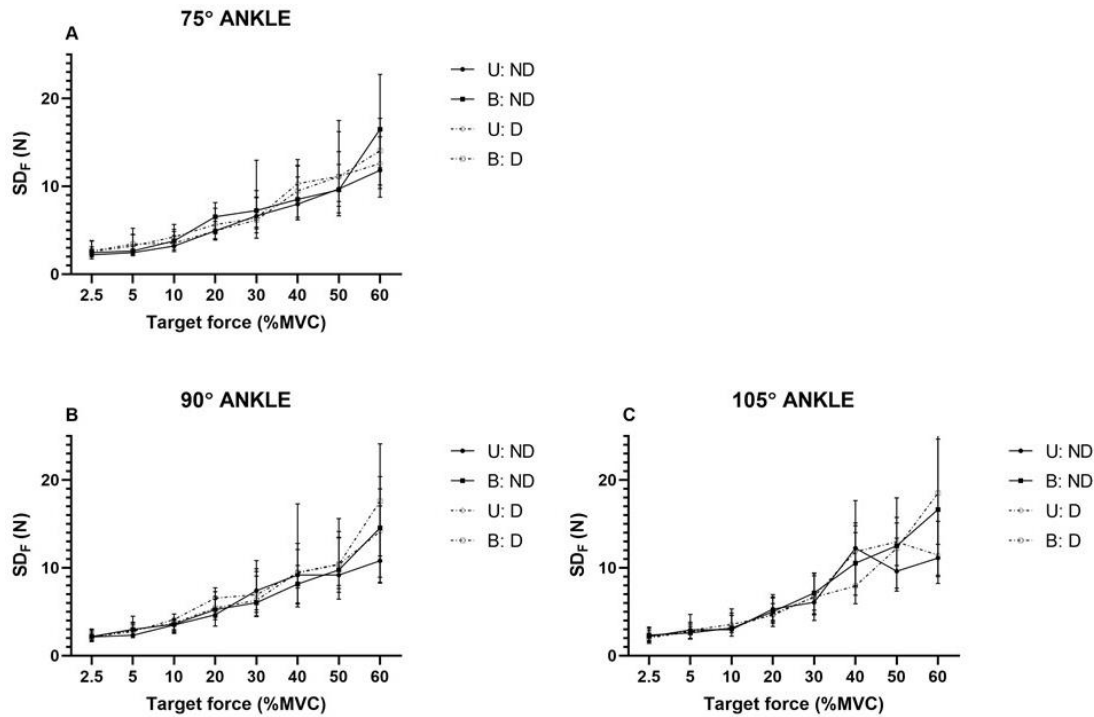 75° ANKLE
A
SD_F (N)
20
10
0
2.5 5 10 20 30 40 50 60
Target force (%MVC)
U: ND
B: ND
U: D
B: D
90° ANKLE
B
SD_F (N)
20
10
0
2.5 5 10 20 30 40 50 60
Target force (%MVC)
U: ND
B: ND
U: D
B: D
105° ANKLE
C
SD_F (N)
20
10
0
2.5 5 10 20 30 40 50 60
Target force (%MVC)
U: ND
B: ND
U: D
B: D